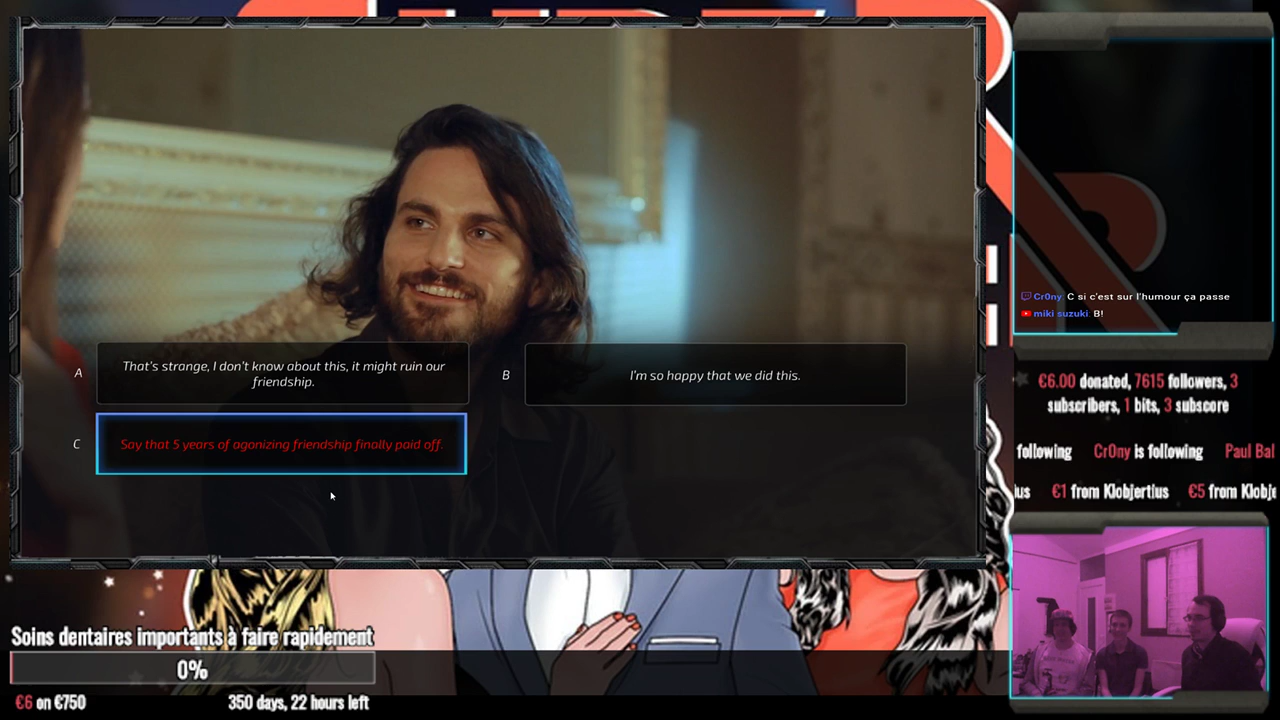 A
That's strange, I don't know about this, it might ruin our
friendship.
B
I'm so happy that we did this.
C
Say that 5 years of agonizing friendship finally paid off.
Cr0ny: C si c'est sur l'humour ça passe
miki suzuki: B!
€6.00 donated, 7615 followers, 3
subscribers, 1 bits, 3 subscore
following Cr0ny is following Paul Bal
ius €1 from Klobjertius €5 from Klobje
Soins dentaires importants à faire rapidement
0%
€6 on €750 350 days, 22 hours left